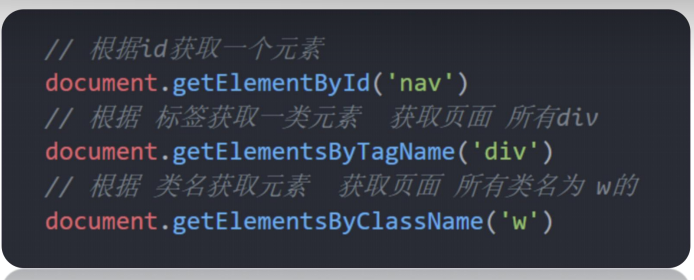 // 根据id获取一个元素
document.getElementById('nav')
// 根据 标签获取一类元素  获取页面 所有div
document.getElementsByTagName('div')
// 根据 类名获取元素  获取页面 所有类名为 w的
document.getElementsByClassName('w')